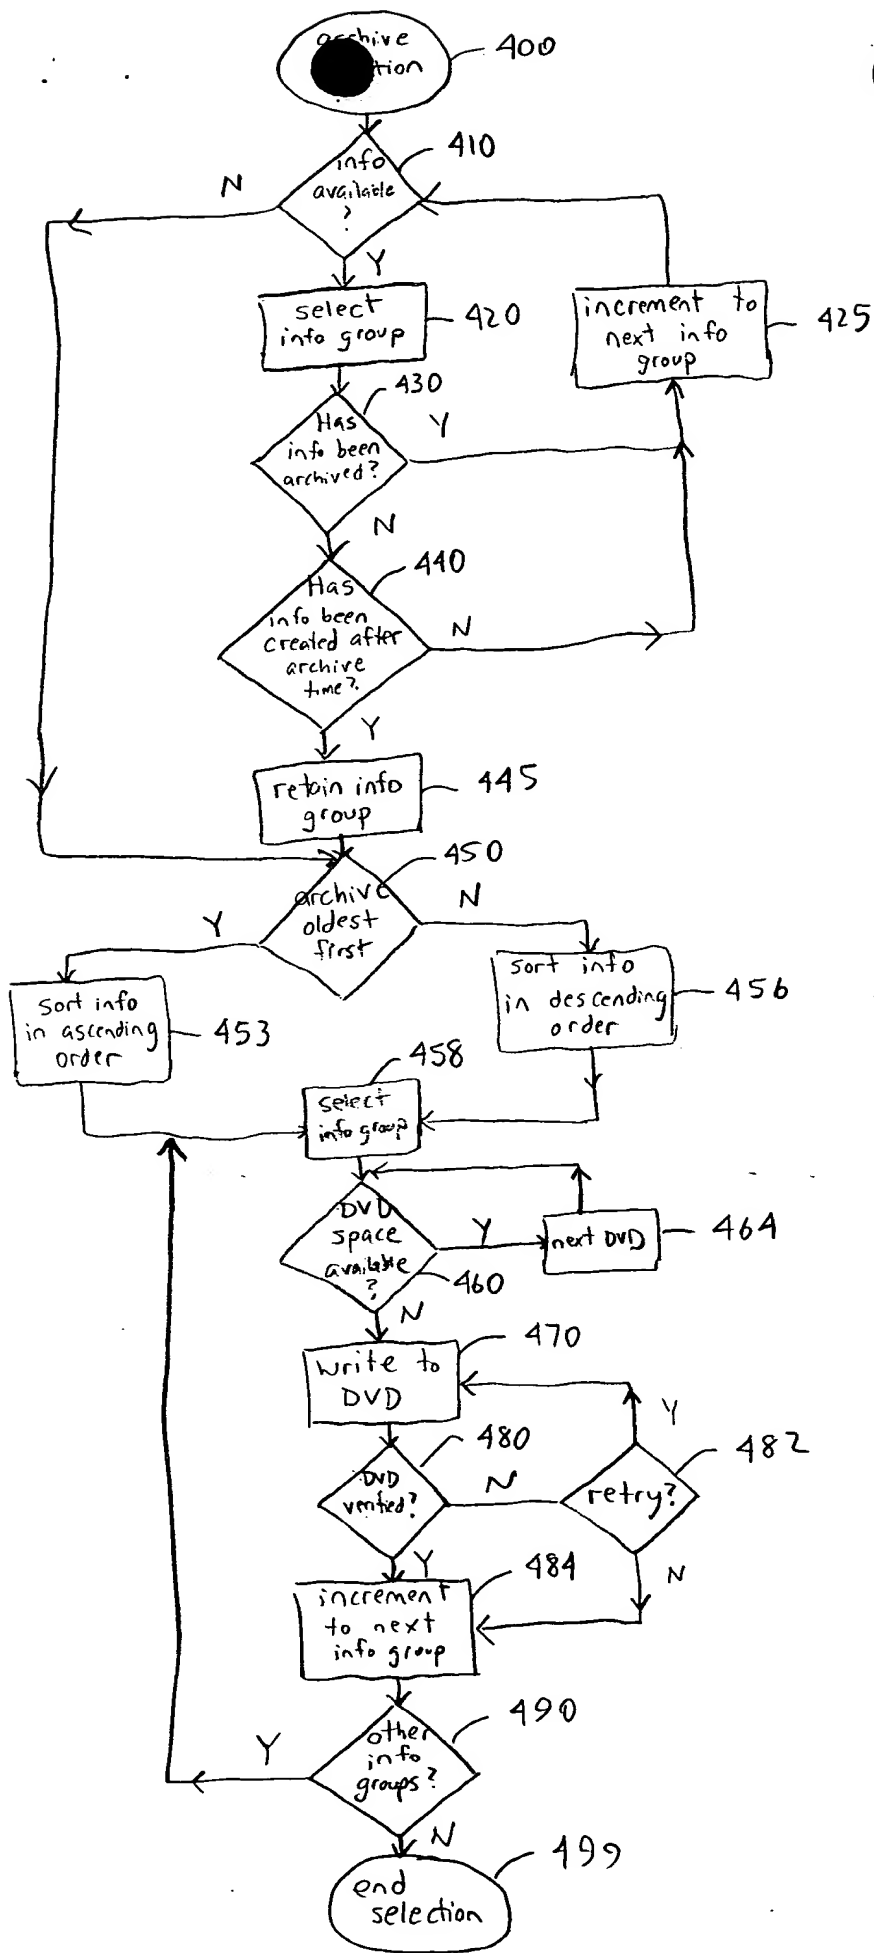 archive
tion
400
info
available
?
410
N
Y
select
info group
420
increment to
next info
group
425
430
Has
info been
archived?
Y
N
440
Has
info been
created after
archive
time?
N
Y
retain info
group
445
450
archive
oldest
first
Y
N
sort info
in ascending
order
453
sort info
in descending
order
456
458
select
info group
DVD
space
available
?
460
Y
next DVD
464
N
470
write to
DVD
480
DVD
verified?
N
retry?
482
Y
N
Y
484
increment
to next
info group
490
other
info
groups?
Y
N
499
end
selection